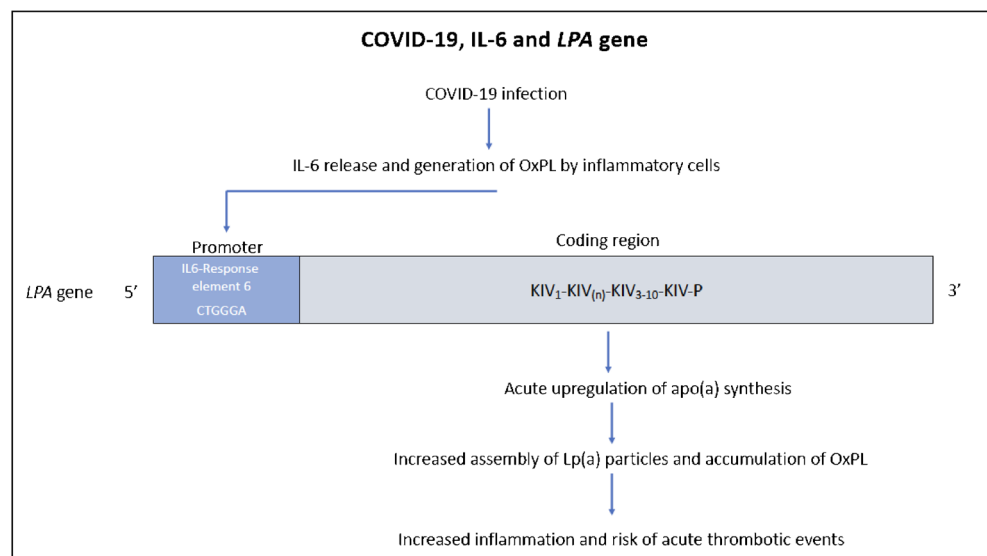 COVID-19, IL-6 and LPA gene
COVID-19 infection
IL-6 release and generation of OxPL by inflammatory cells
Promoter
Coding region
LPA gene
5’
IL6-Response
element 6
CTGGGA
KIV₁-KIV₍ₙ₎-KIV₃₋₁₀-KIV-P
3’
Acute upregulation of apo(a) synthesis
Increased assembly of Lp(a) particles and accumulation of OxPL
Increased inflammation and risk of acute thrombotic events